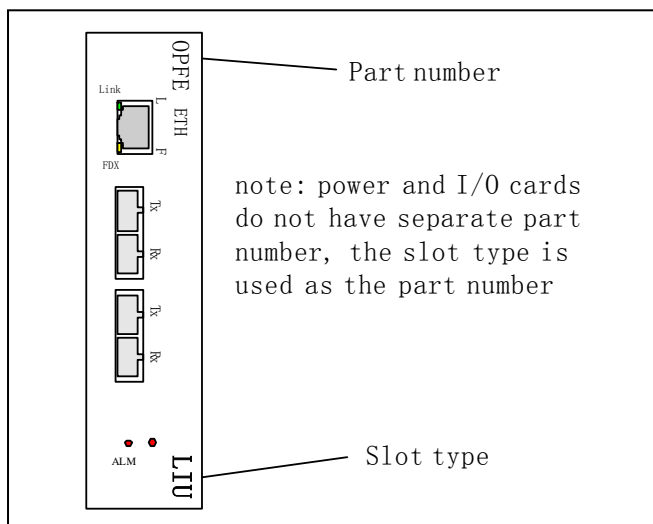 OPFE ETH
Part number
Link
L
F
FDX
Tx
Rx
Tx
Rx
note: power and I/O cards
do not have separate part
number, the slot type is
used as the part number
ALM
LIU
Slot type